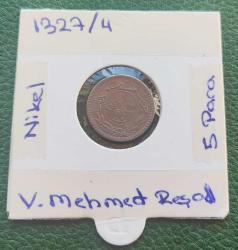 1327/4
Nikel
5 Para
V. Mehmed Reşad